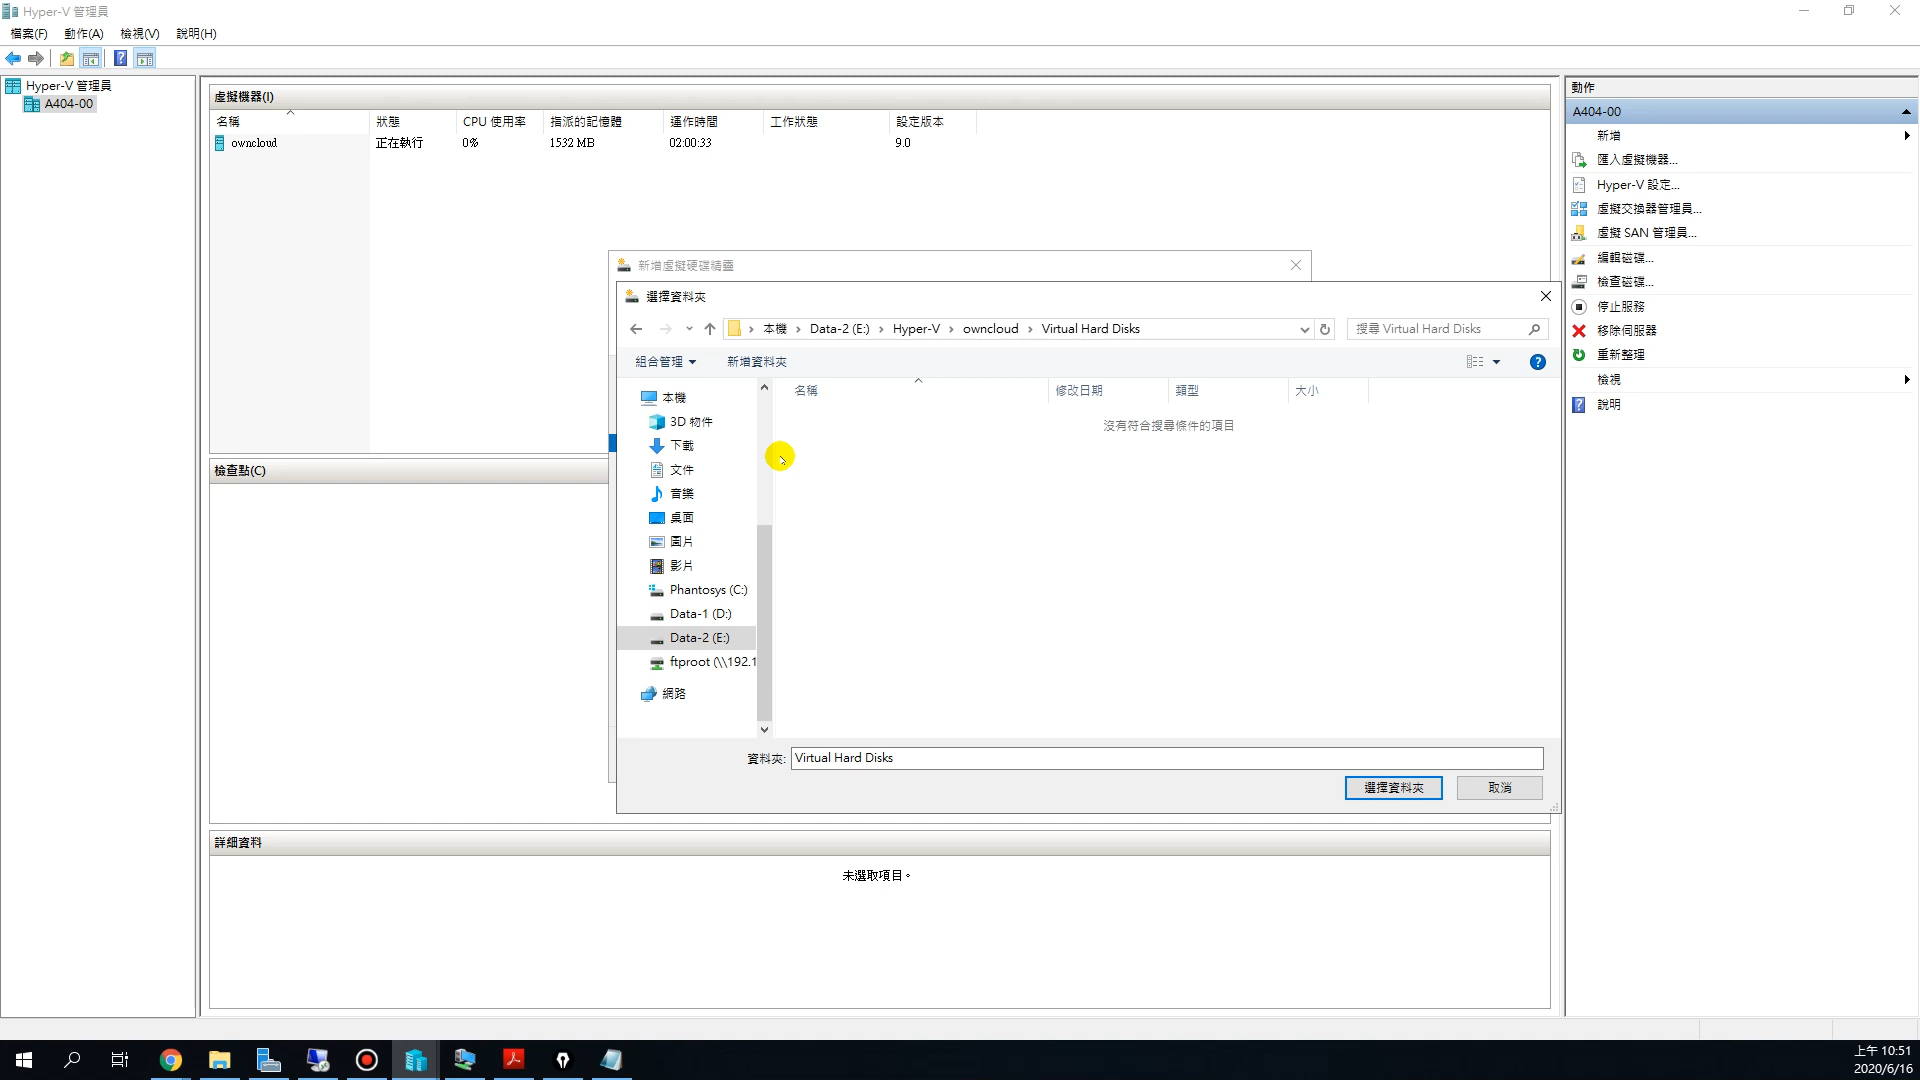 Hyper-V 管理員
檔案(F) 動作(A) 檢視(V) 說明(H)
Hyper-V 管理員
A404-00
虛擬機器(I)
名稱 狀態 CPU 使用率 指派的記憶體 運作時間 工作狀態 設定版本
owncloud 正在執行 0% 1532 MB 02:00:33 9.0
新增虛擬硬碟精靈
選擇資料夾
本機 › Data-2 (E:) › Hyper-V › owncloud › Virtual Hard Disks
搜尋 Virtual Hard Disks
組合管理 新增資料夾
本機
3D 物件
下載
文件
音樂
桌面
圖片
影片
Phantosys (C:)
Data-1 (D:)
Data-2 (E:)
ftproot (\\192.1
網路
名稱 修改日期 類型 大小
沒有符合搜尋條件的項目
資料夾: Virtual Hard Disks
選擇資料夾 取消
檢查點(C)
詳細資料
未選取項目。
動作
A404-00
新增
匯入虛擬機器...
Hyper-V 設定...
虛擬交換器管理員...
虛擬 SAN 管理員...
編輯磁碟...
檢查磁碟...
停止服務
移除伺服器
重新整理
檢視
說明
上午 10:51
2020/6/16